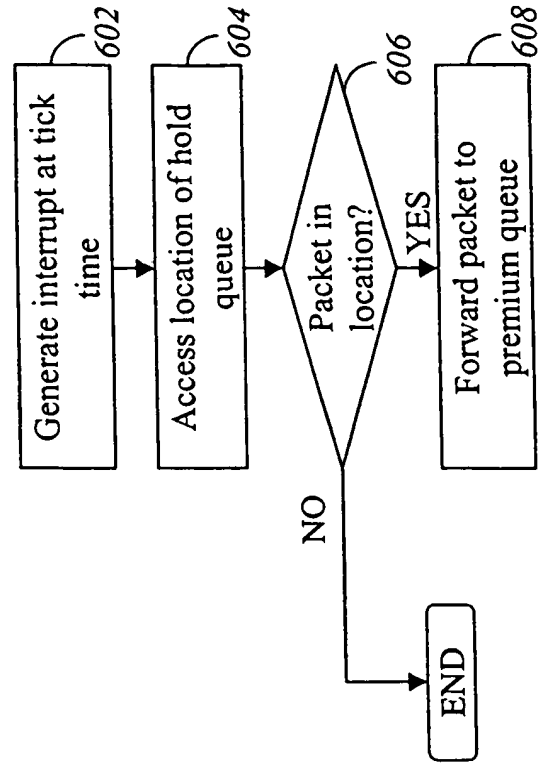 Generate interrupt at tick
time
602
Access location of hold
queue
604
Packet in
location?
606
NO
YES
END
Forward packet to
premium queue
608